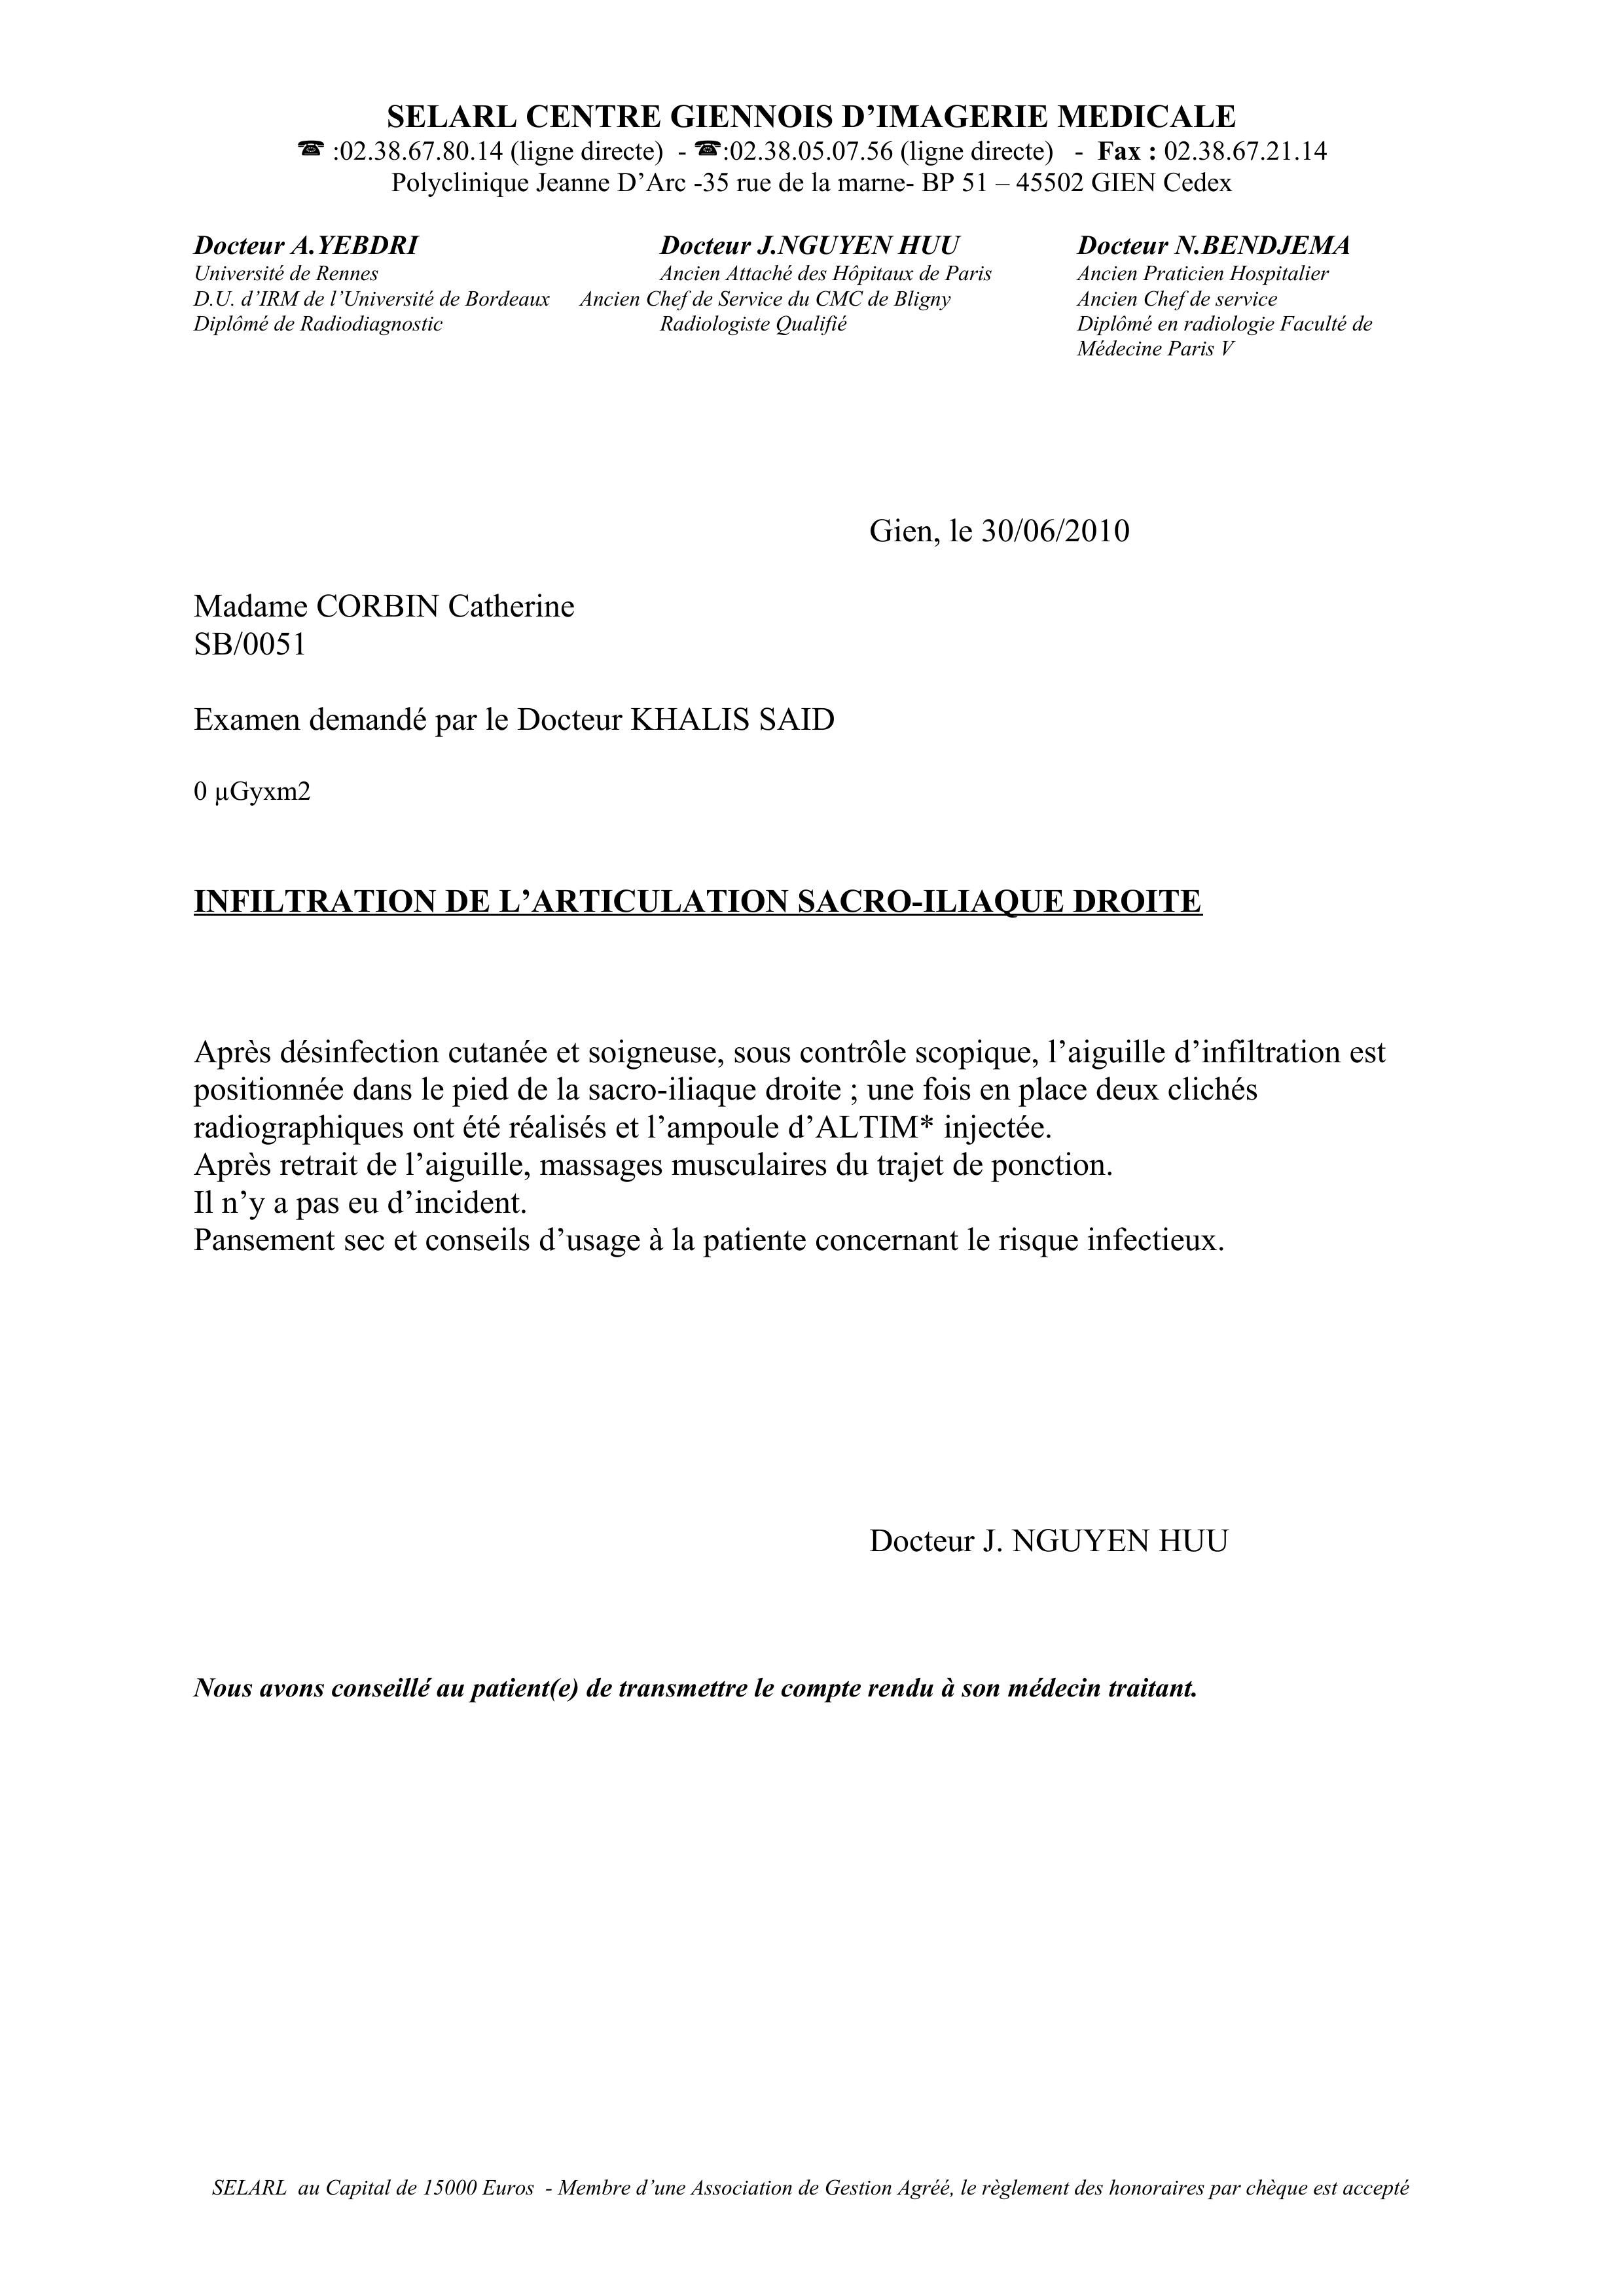 SELARL CENTRE GIENNOIS D'IMAGERIE MEDICALE
☎ :02.38.67.80.14 (ligne directe) - ☎:02.38.05.07.56 (ligne directe) - Fax : 02.38.67.21.14
Polyclinique Jeanne D'Arc -35 rue de la marne- BP 51 – 45502 GIEN Cedex
Docteur A.YEBDRI Docteur J.NGUYEN HUU Docteur N.BENDJEMA
Université de Rennes Ancien Attaché des Hôpitaux de Paris Ancien Praticien Hospitalier
D.U. d'IRM de l'Université de Bordeaux Ancien Chef de Service du CMC de Bligny Ancien Chef de service
Diplômé de Radiodiagnostic Radiologiste Qualifié Diplômé en radiologie Faculté de
Médecine Paris V
Gien, le 30/06/2010
Madame CORBIN Catherine
SB/0051
Examen demandé par le Docteur KHALIS SAID
0 µGyxm2
INFILTRATION DE L'ARTICULATION SACRO-ILIAQUE DROITE
Après désinfection cutanée et soigneuse, sous contrôle scopique, l'aiguille d'infiltration est
positionnée dans le pied de la sacro-iliaque droite ; une fois en place deux clichés
radiographiques ont été réalisés et l'ampoule d'ALTIM* injectée.
Après retrait de l'aiguille, massages musculaires du trajet de ponction.
Il n'y a pas eu d'incident.
Pansement sec et conseils d'usage à la patiente concernant le risque infectieux.
Docteur J. NGUYEN HUU
Nous avons conseillé au patient(e) de transmettre le compte rendu à son médecin traitant.
SELARL au Capital de 15000 Euros - Membre d'une Association de Gestion Agréé, le règlement des honoraires par chèque est accepté